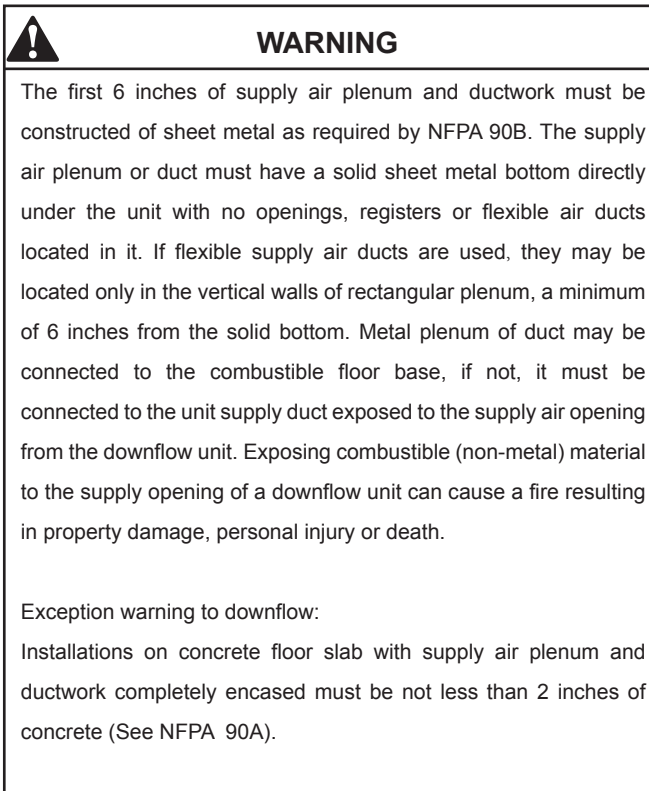 WARNING
The first 6 inches of supply air plenum and ductwork must be
constructed of sheet metal as required by NFPA 90B. The supply
air plenum or duct must have a solid sheet metal bottom directly
under the unit with no openings, registers or flexible air ducts
located in it. If flexible supply air ducts are used, they may be
located only in the vertical walls of rectangular plenum, a minimum
of 6 inches from the solid bottom. Metal plenum of duct may be
connected to the combustible floor base, if not, it must be
connected to the unit supply duct exposed to the supply air opening
from the downflow unit. Exposing combustible (non-metal) material
to the supply opening of a downflow unit can cause a fire resulting
in property damage, personal injury or death.
Exception warning to downflow:
Installations on concrete floor slab with supply air plenum and
ductwork completely encased must be not less than 2 inches of
concrete (See NFPA 90A).